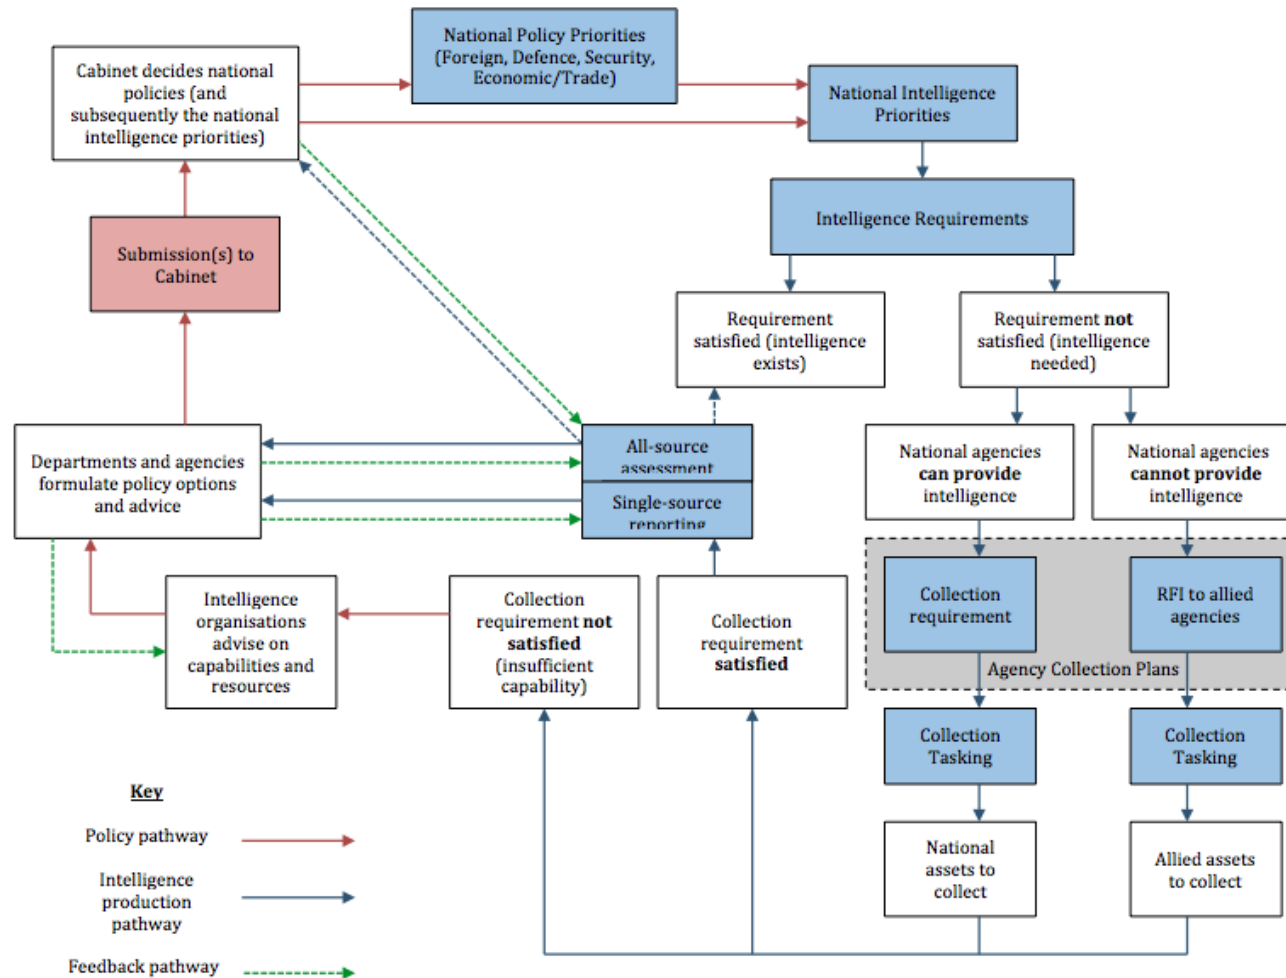 National Policy Priorities
(Foreign, Defence, Security,
Economic/Trade)
Cabinet decides national
policies (and
subsequently the national
intelligence priorities)
National Intelligence
Priorities
Intelligence Requirements
Submission(s) to
Cabinet
Requirement
satisfied (intelligence
exists)
Requirement not
satisfied (intelligence
needed)
Departments and agencies
formulate policy options
and advice
All-source
assessment
Single-source
reporting
National agencies
can provide
intelligence
National agencies
cannot provide
intelligence
Intelligence
organisations
advise on
capabilities and
resources
Collection
requirement not
satisfied
(insufficient
capability)
Collection
requirement
satisfied
Collection
requirement
RFI to allied
agencies
Agency Collection Plans
Collection
Tasking
Collection
Tasking
National
assets to
collect
Allied assets
to collect
Key
Policy pathway
Intelligence
production
pathway
Feedback pathway